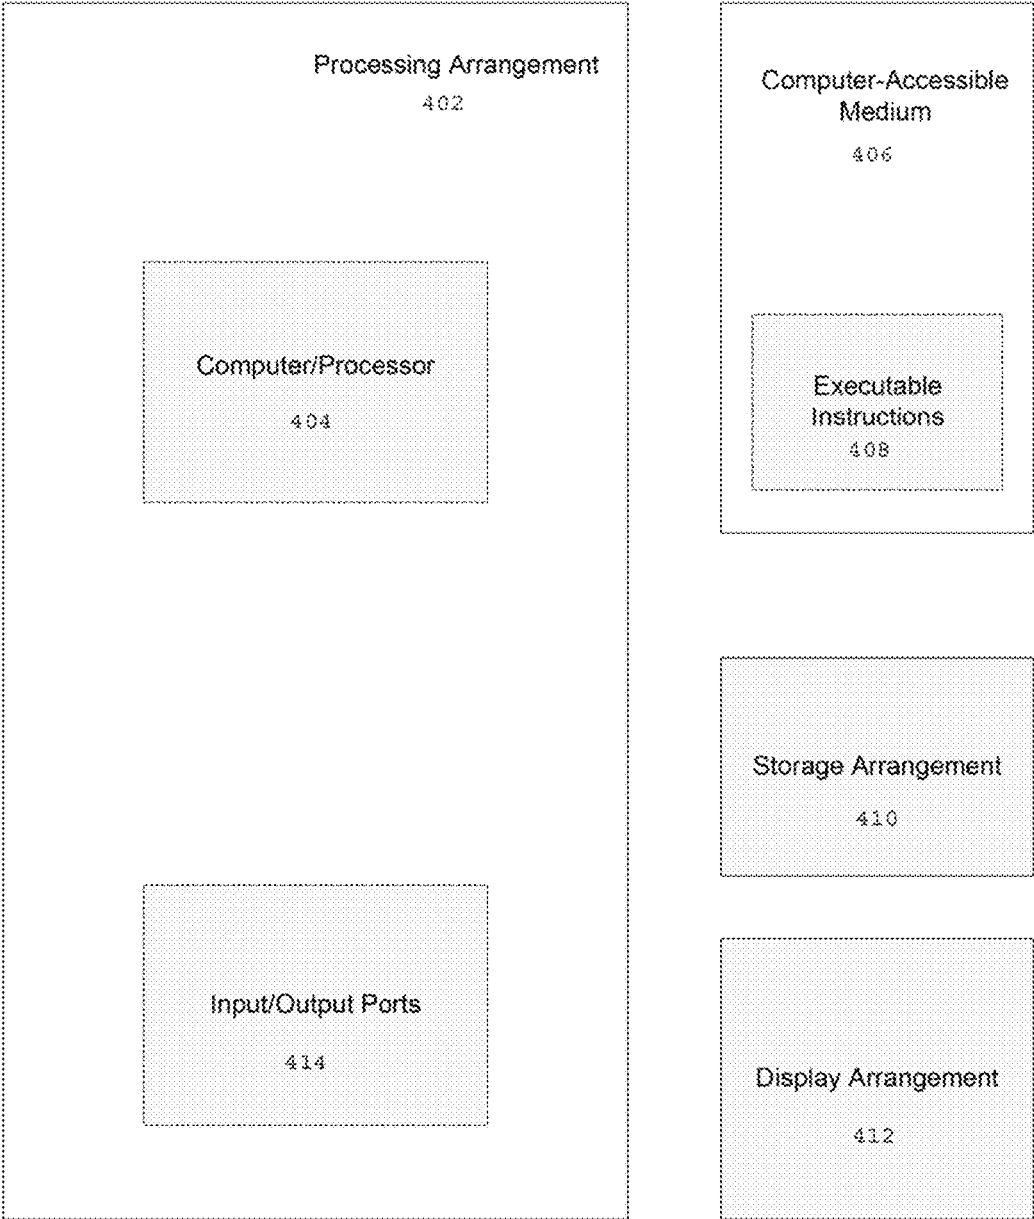 Processing Arrangement
402
Computer/Processor
404
Input/Output Ports
414
Computer-Accessible
Medium
406
Executable
Instructions
408
Storage Arrangement
410
Display Arrangement
412